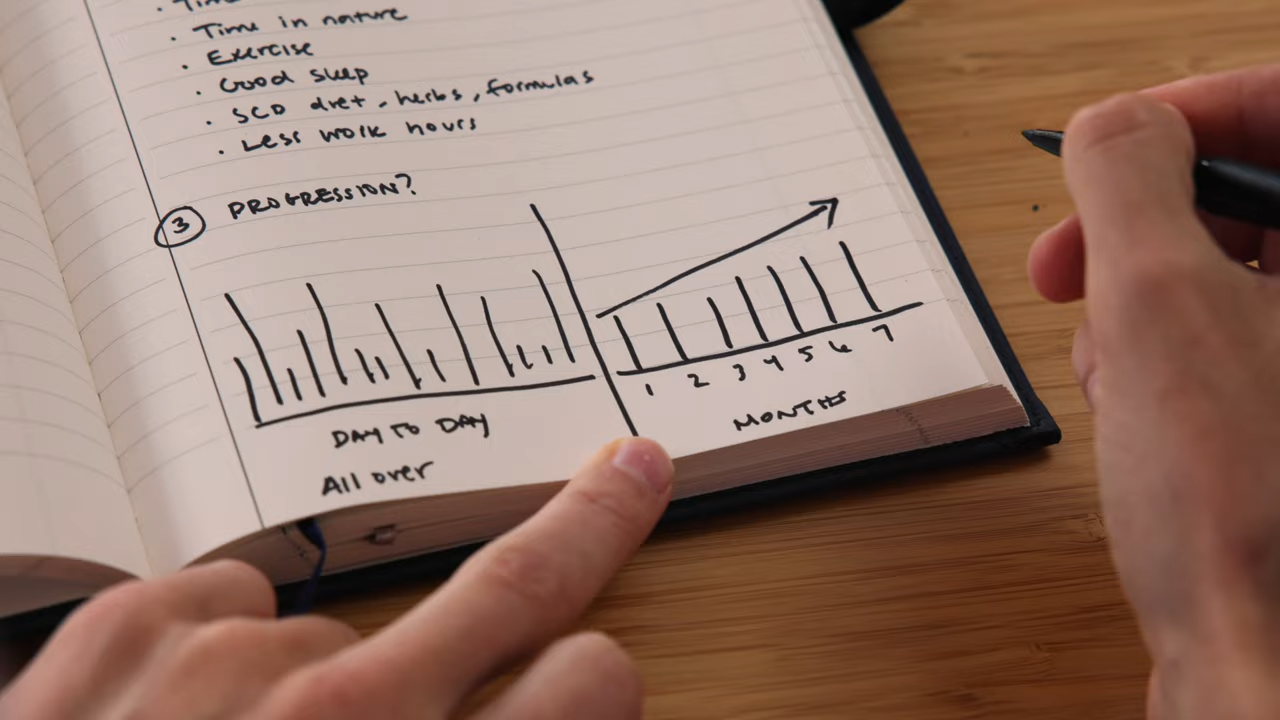 · Time
· Time in nature
· Exercise
· Good sleep
· SCD diet, herbs, formulas
· Less work hours
3 PROGRESSION?
1 2 3 4 5 6 7
DAY TO DAY
MONTHS
All over